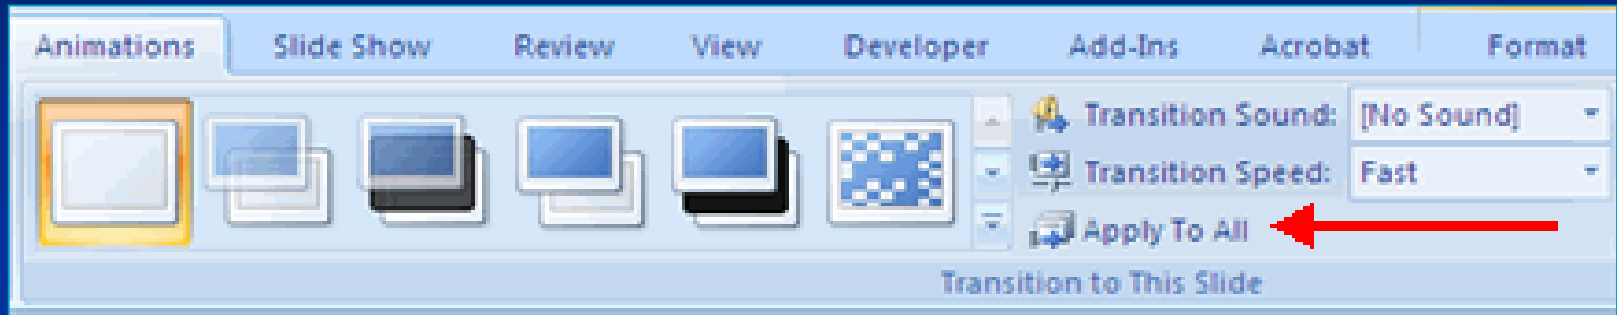 Animations Slide Show Review View Developer Add-Ins Acrobat Format
Transition Sound: [No Sound]
Transition Speed: Fast
Apply To All
Transition to This Slide